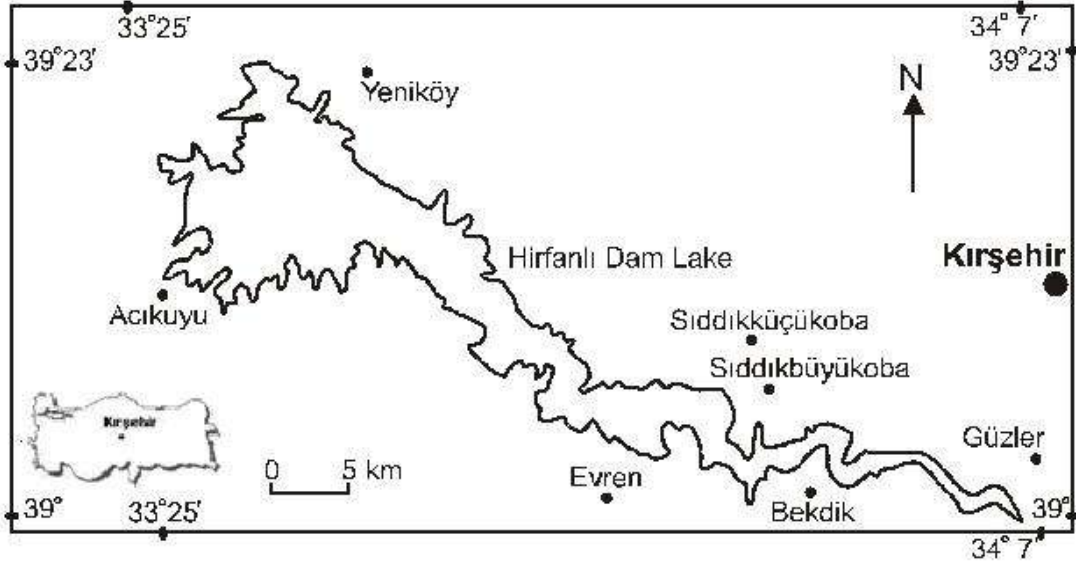 33°25′
34° 7′
39°23′
39°23′
Yeniköy
N
Hirfanlı Dam Lake
Kırşehir
Acıkuyu
Sıddıkküçükoba
Sıddıkbüyükoba
Kırşehir
Güzler
0 5 km
Evren
Bekdik
39°
33°25′
39°
34° 7′